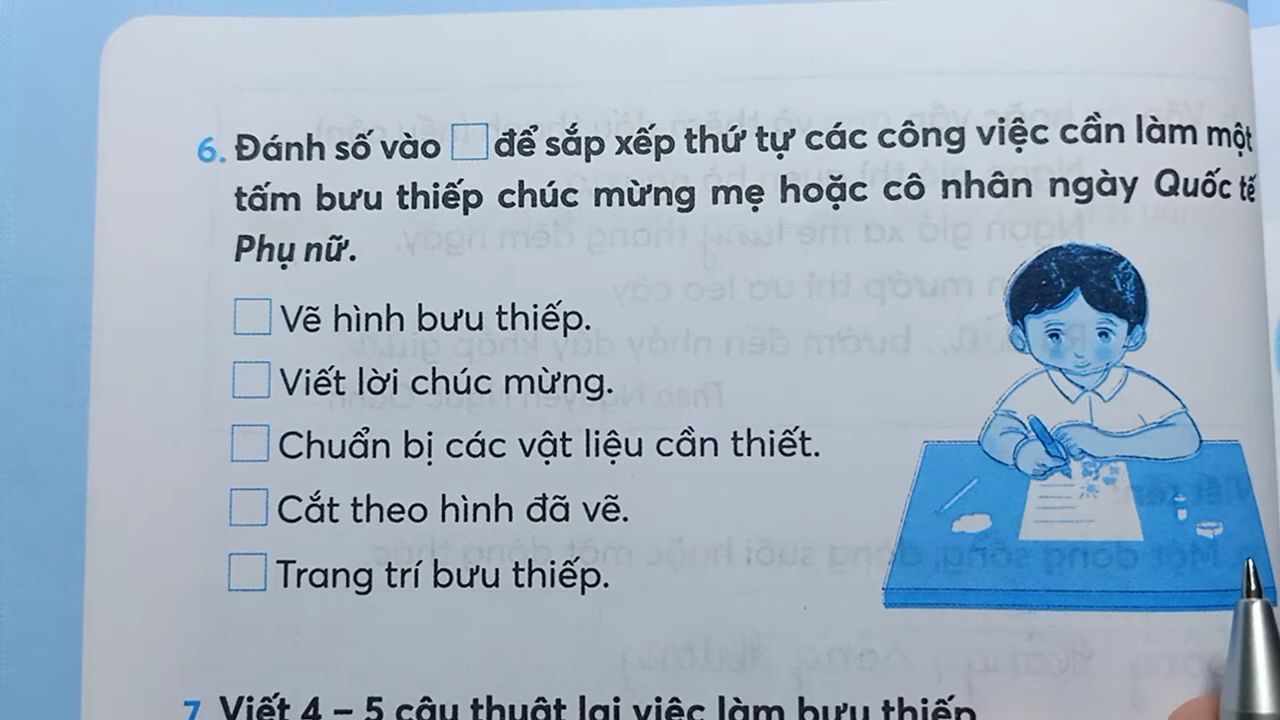 6. Đánh số vào □ để sắp xếp thứ tự các công việc cần làm một
tấm bưu thiếp chúc mừng mẹ hoặc cô nhân ngày Quốc tế
Phụ nữ.
□ Vẽ hình bưu thiếp.
□ Viết lời chúc mừng.
□ Chuẩn bị các vật liệu cần thiết.
□ Cắt theo hình đã vẽ.
□ Trang trí bưu thiếp.
7 Viết 4 – 5 câu thuật lại việc làm bưu thiếp